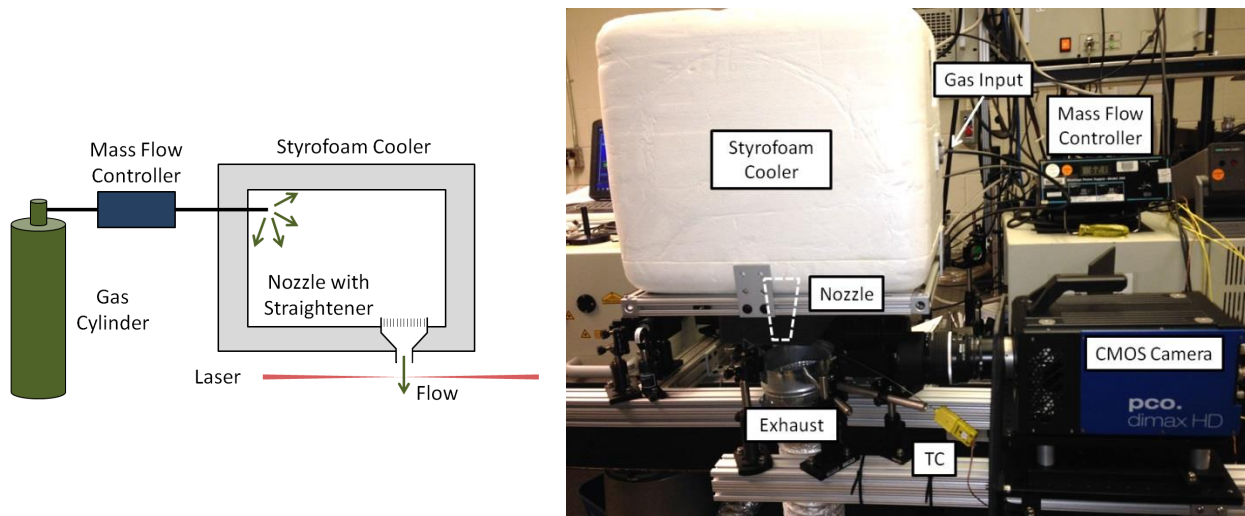 Mass Flow
Controller
Styrofoam Cooler
Nozzle with
Straightener
Gas
Cylinder
Laser
Flow
Gas Input
Mass Flow
Controller
Styrofoam
Cooler
Nozzle
CMOS Camera
pco.
dimax HD
Exhaust
TC